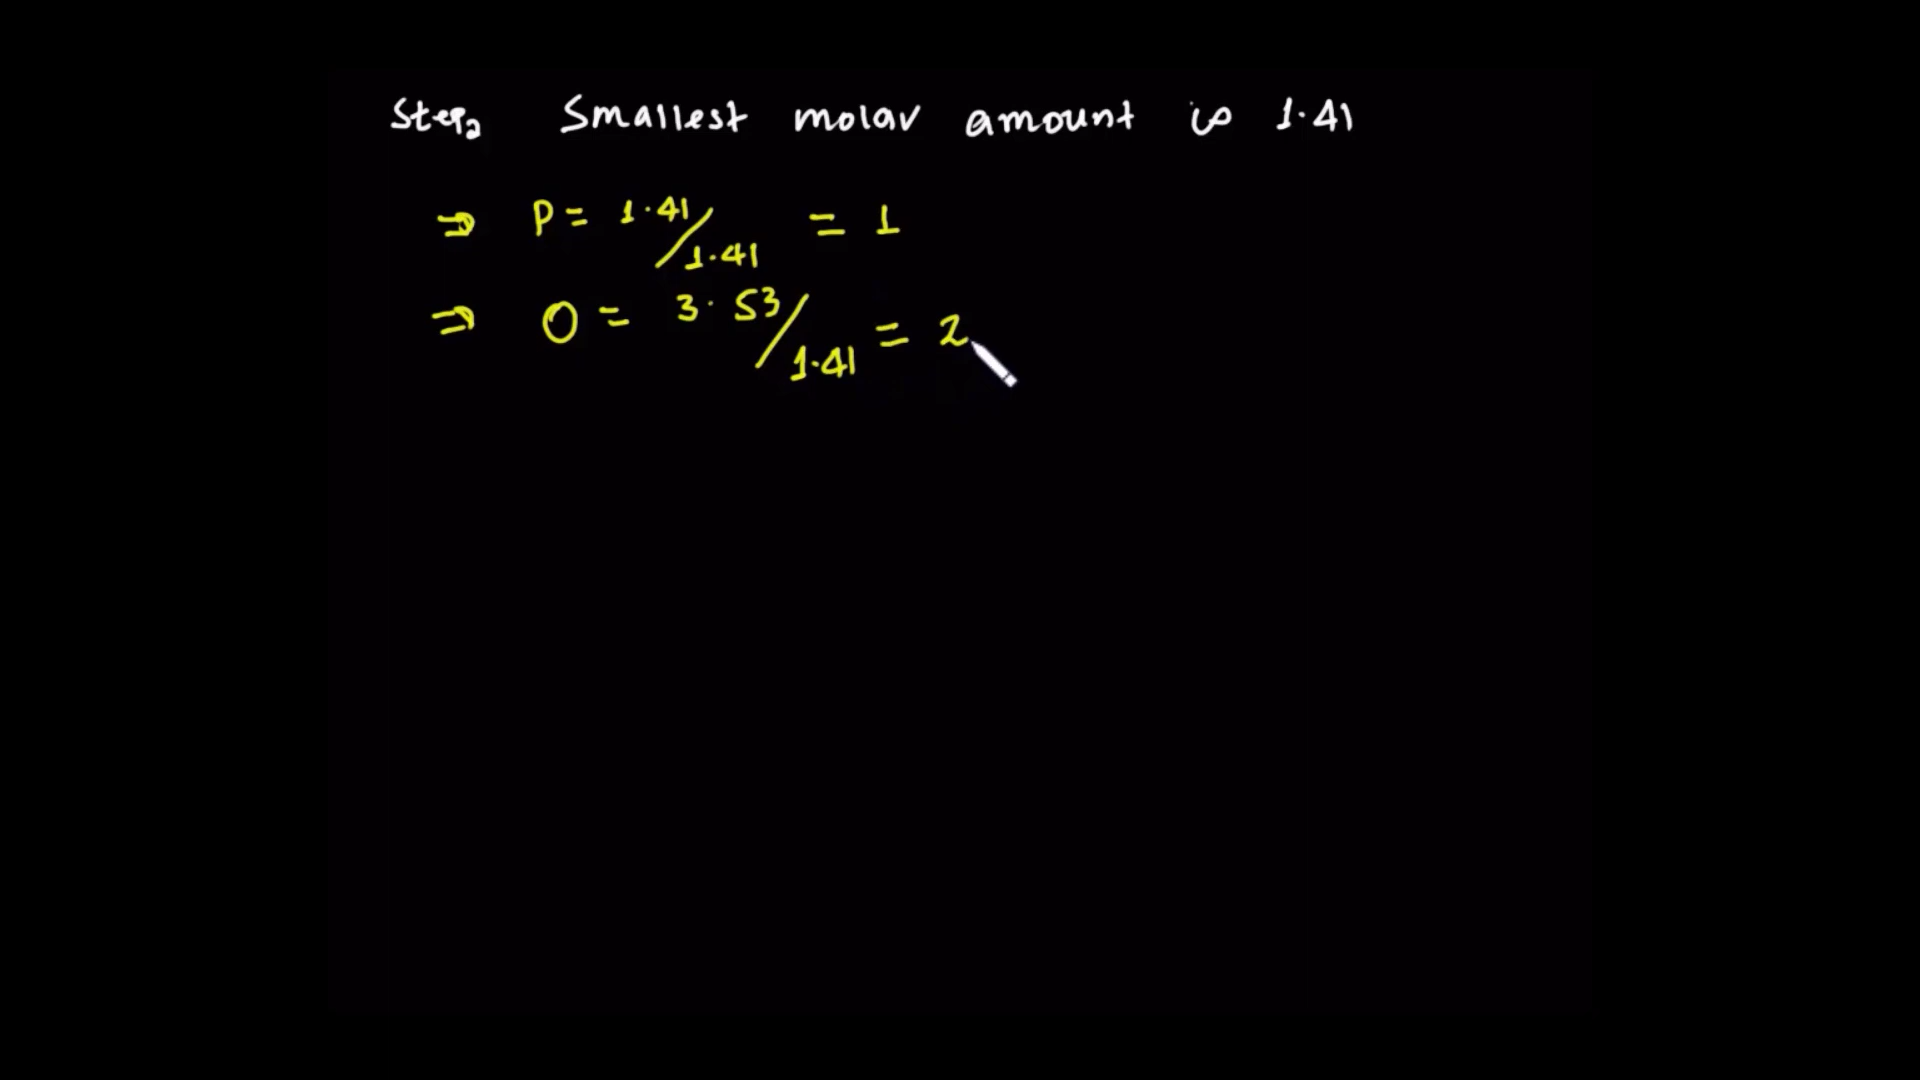 Step2 Smallest molar amount is 1.41
⇒ P = 1.41/1.41 = 1
⇒ O = 3.53/1.41 = 2